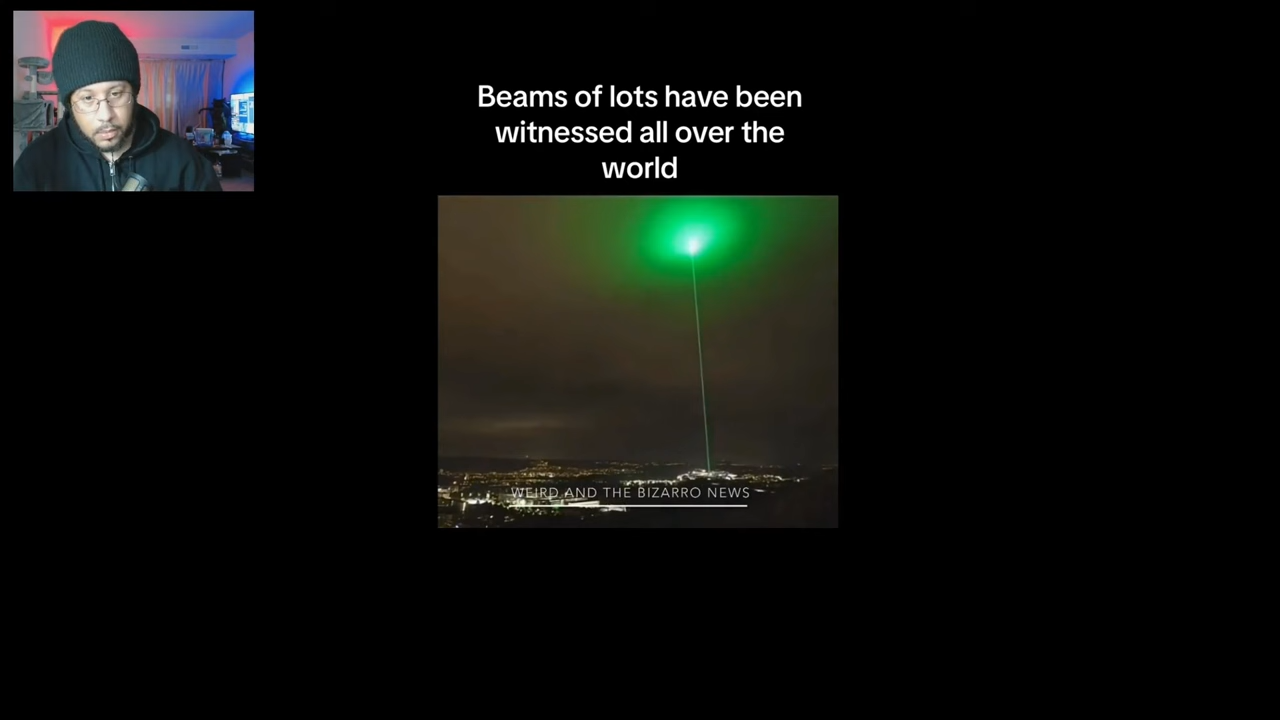 Beams of lots have been
witnessed all over the
world
WEIRD AND THE BIZARRO NEWS